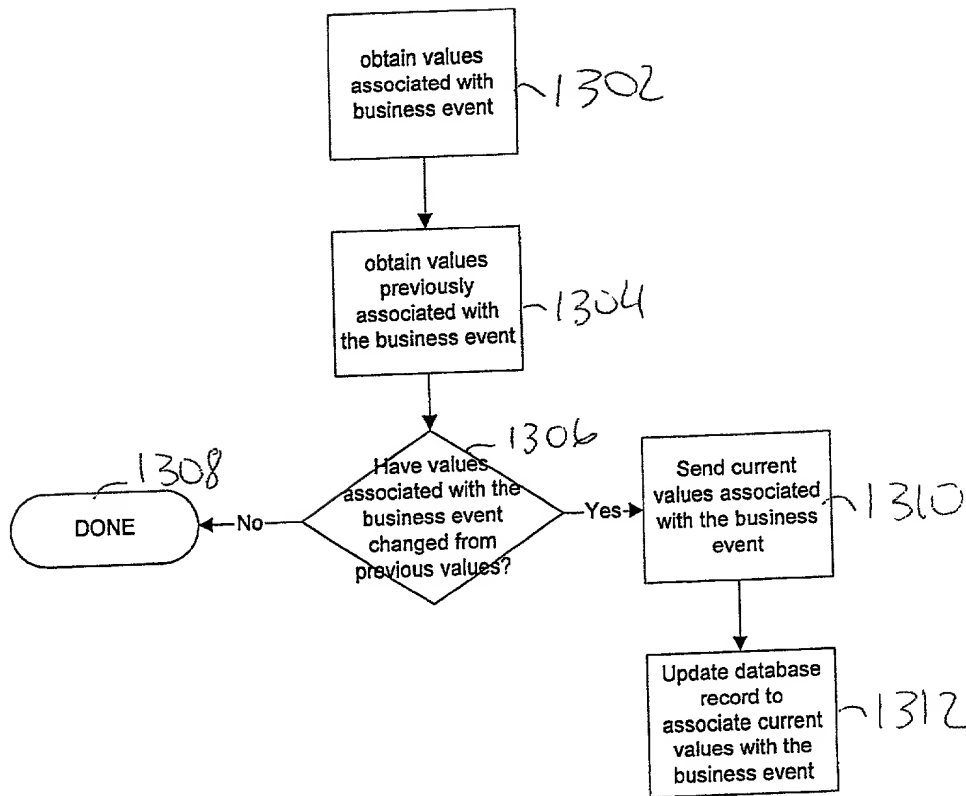 obtain values
associated with
business event
1302
obtain values
previously
associated with
the business event
1304
1306
Have values
associated with the
business event
changed from
previous values?
1308
DONE
No
Yes
Send current
values associated
with the business
event
1310
Update database
record to
associate current
values with the
business event
1312